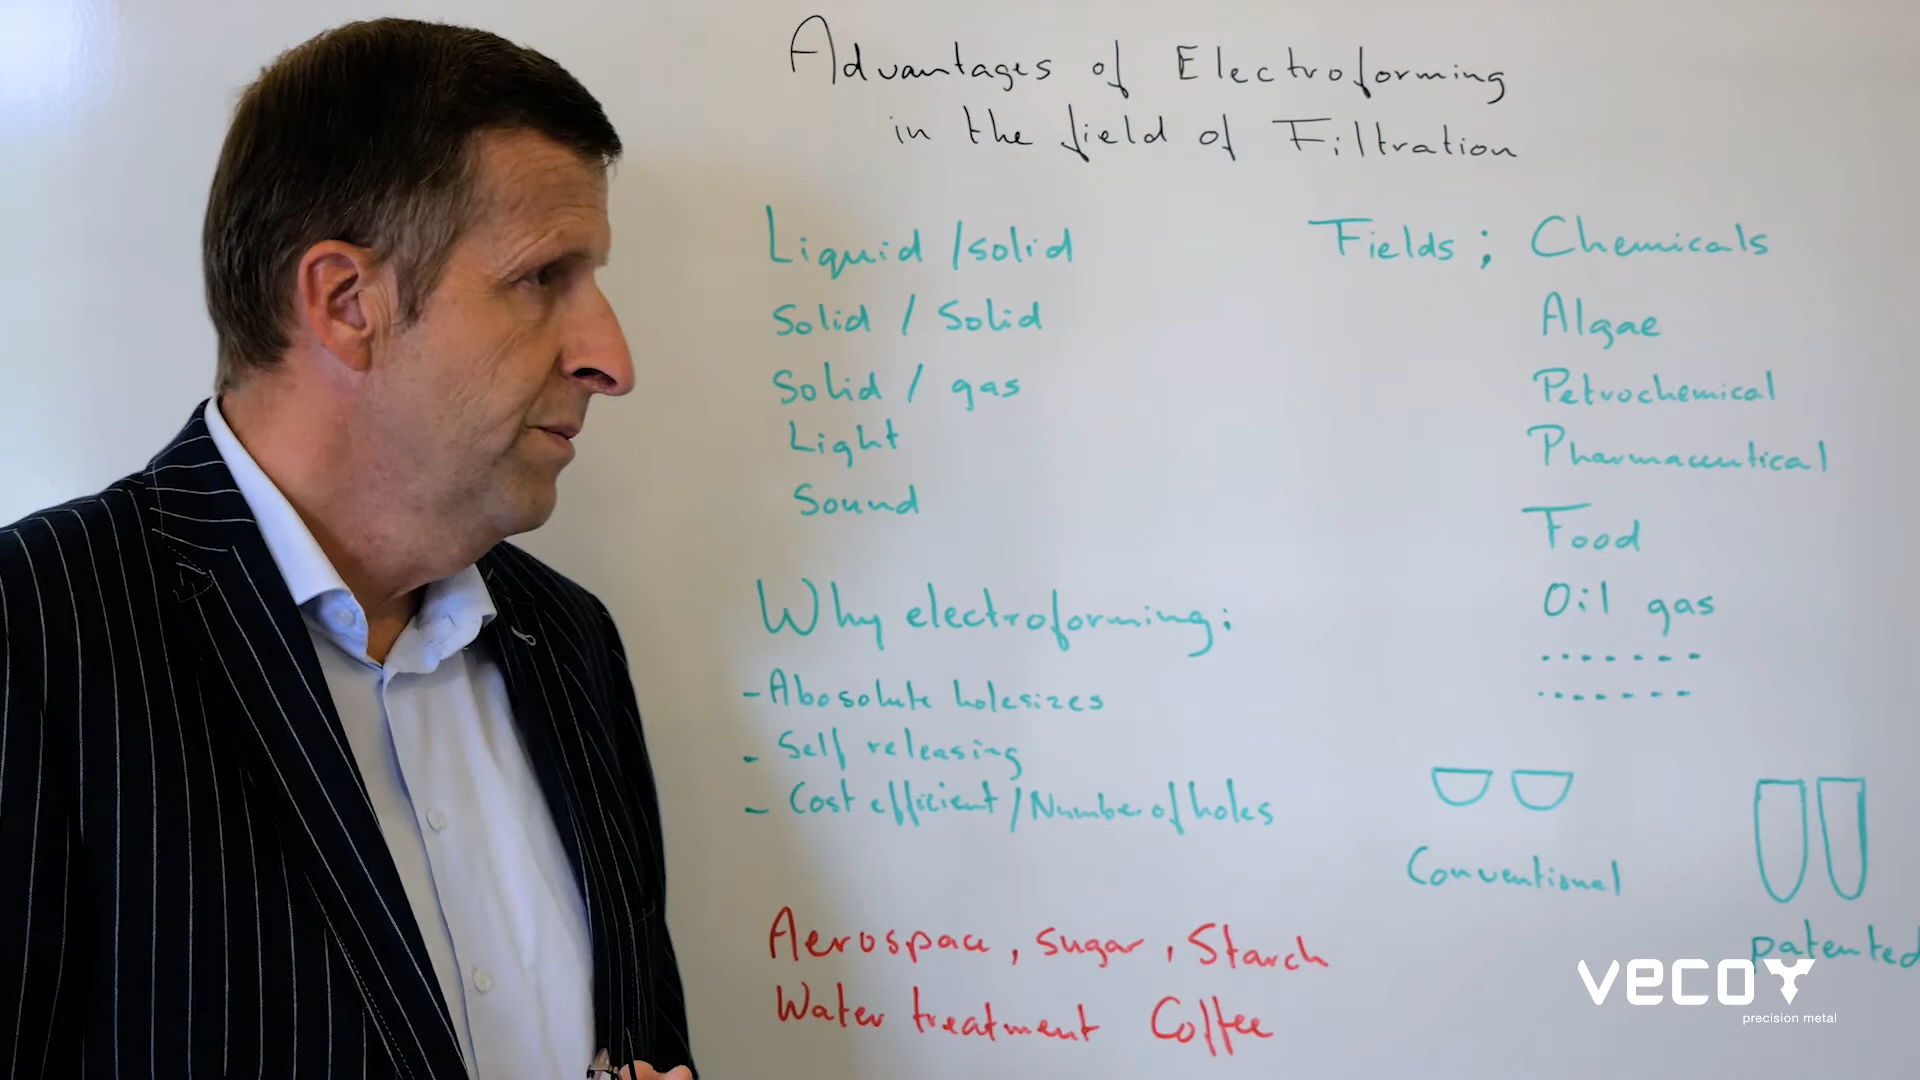 Advantages of Electroforming
in the field of Filtration
Liquid / solid
Solid / Solid
Solid / gas
Light
Sound
Fields ; Chemicals
Algae
Petrochemical
Pharmaceutical
Food
Oil gas
Why electroforming:
- Abosolute holesizes
- Self releasing
- Cost efficient / Number of holes
Conventional
patented
Aerospace, sugar, Starch
Water treatment Coffee
VECO
precision metal